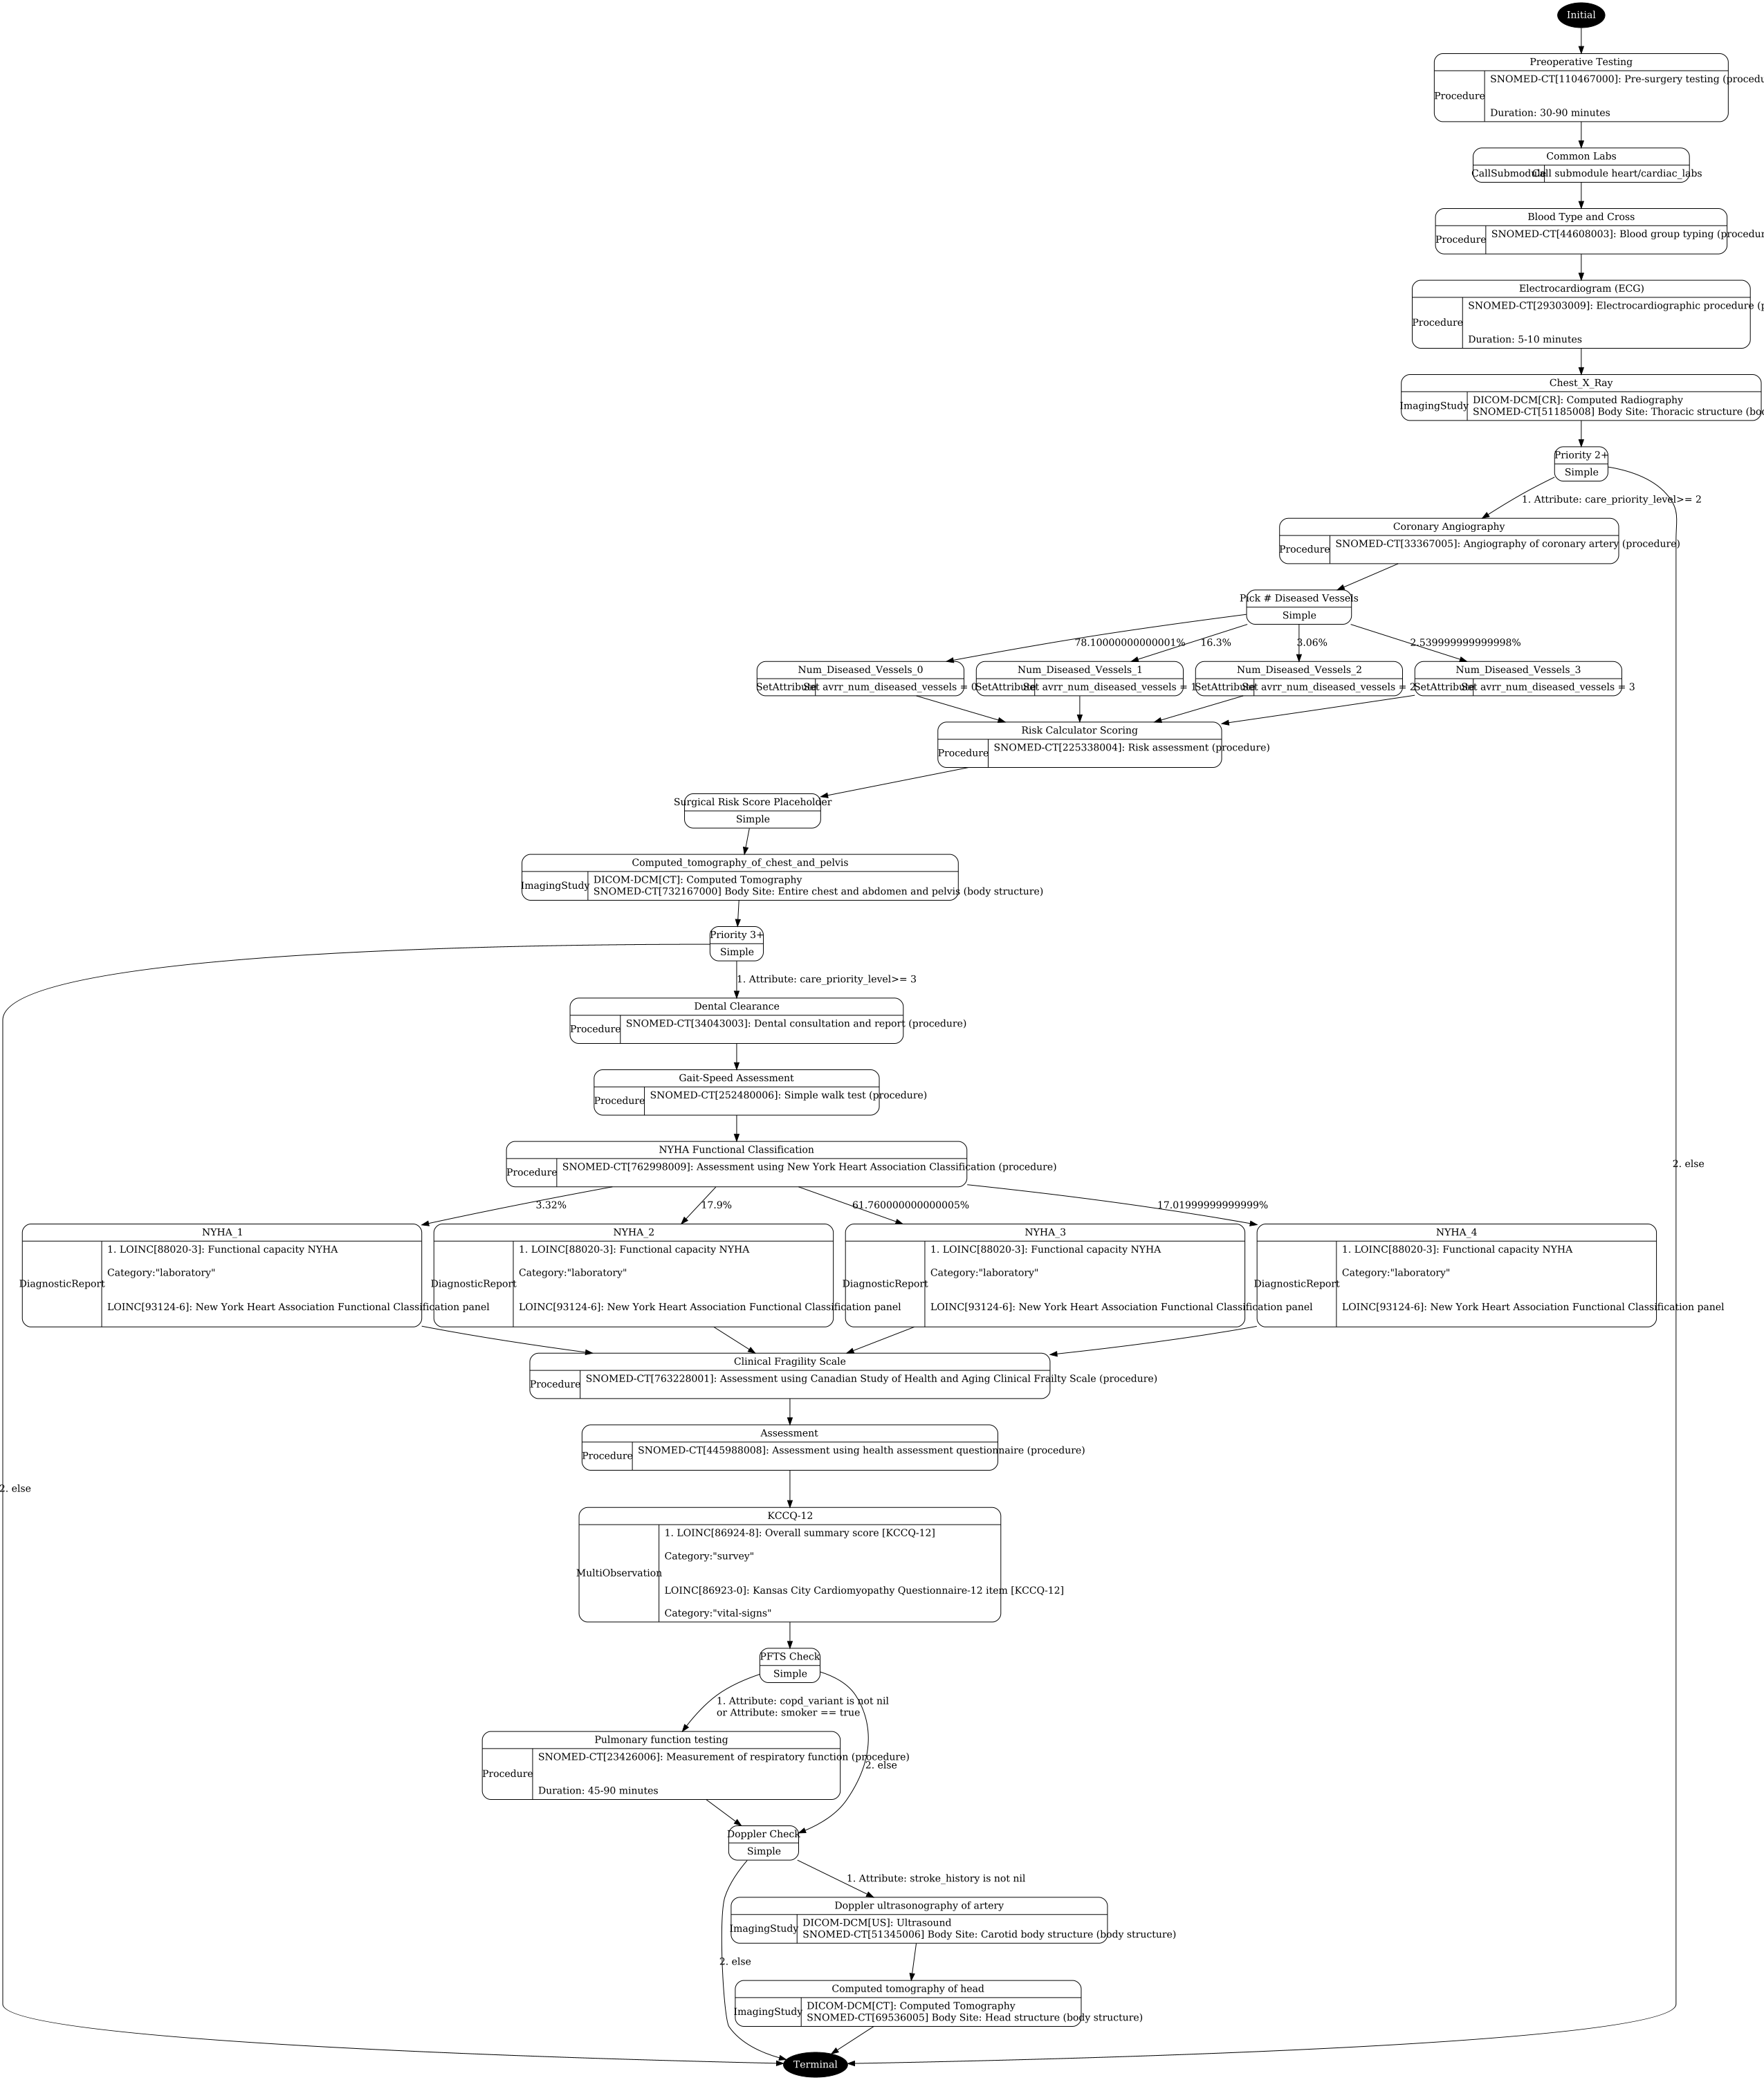 Initial
Preoperative Testing
Procedure
SNOMED-CT[110467000]: Pre-surgery testing (procedu
Duration: 30-90 minutes
Common Labs
CallSubmodule
Call submodule heart/cardiac_labs
Blood Type and Cross
Procedure
SNOMED-CT[44608003]: Blood group typing (procedur
Electrocardiogram (ECG)
Procedure
SNOMED-CT[29303009]: Electrocardiographic procedure (p
Duration: 5-10 minutes
Chest_X_Ray
ImagingStudy
DICOM-DCM[CR]: Computed Radiography
SNOMED-CT[51185008] Body Site: Thoracic structure (bo
Priority 2+
Simple
1. Attribute: care_priority_level>= 2
Coronary Angiography
Procedure
SNOMED-CT[33367005]: Angiography of coronary artery (procedure)
Pick # Diseased Vessels
Simple
78.10000000000001%
16.3%
3.06%
2.539999999999998%
Num_Diseased_Vessels_0
SetAttribute
Set avrr_num_diseased_vessels = 0
Num_Diseased_Vessels_1
SetAttribute
Set avrr_num_diseased_vessels = 1
Num_Diseased_Vessels_2
SetAttribute
Set avrr_num_diseased_vessels = 2
Num_Diseased_Vessels_3
SetAttribute
Set avrr_num_diseased_vessels = 3
Risk Calculator Scoring
Procedure
SNOMED-CT[225338004]: Risk assessment (procedure)
Surgical Risk Score Placeholder
Simple
Computed_tomography_of_chest_and_pelvis
ImagingStudy
DICOM-DCM[CT]: Computed Tomography
SNOMED-CT[732167000] Body Site: Entire chest and abdomen and pelvis (body structure)
Priority 3+
Simple
1. Attribute: care_priority_level>= 3
Dental Clearance
Procedure
SNOMED-CT[34043003]: Dental consultation and report (procedure)
Gait-Speed Assessment
Procedure
SNOMED-CT[252480006]: Simple walk test (procedure)
NYHA Functional Classification
Procedure
SNOMED-CT[762998009]: Assessment using New York Heart Association Classification (procedure)
2. else
3.32%
17.9%
61.760000000000005%
17.01999999999999%
NYHA_1
DiagnosticReport
1. LOINC[88020-3]: Functional capacity NYHA
Category:"laboratory"
LOINC[93124-6]: New York Heart Association Functional Classification panel
NYHA_2
DiagnosticReport
1. LOINC[88020-3]: Functional capacity NYHA
Category:"laboratory"
LOINC[93124-6]: New York Heart Association Functional Classification panel
NYHA_3
DiagnosticReport
1. LOINC[88020-3]: Functional capacity NYHA
Category:"laboratory"
LOINC[93124-6]: New York Heart Association Functional Classification panel
NYHA_4
DiagnosticReport
1. LOINC[88020-3]: Functional capacity NYHA
Category:"laboratory"
LOINC[93124-6]: New York Heart Association Functional Classification panel
Clinical Fragility Scale
Procedure
SNOMED-CT[763228001]: Assessment using Canadian Study of Health and Aging Clinical Frailty Scale (procedure)
Assessment
Procedure
SNOMED-CT[445988008]: Assessment using health assessment questionnaire (procedure)
2. else
KCCQ-12
MultiObservation
1. LOINC[86924-8]: Overall summary score [KCCQ-12]
Category:"survey"
LOINC[86923-0]: Kansas City Cardiomyopathy Questionnaire-12 item [KCCQ-12]
Category:"vital-signs"
PFTS Check
Simple
1. Attribute: copd_variant is not nil
or Attribute: smoker == true
Pulmonary function testing
Procedure
SNOMED-CT[23426006]: Measurement of respiratory function (procedure)
Duration: 45-90 minutes
2. else
Doppler Check
Simple
1. Attribute: stroke_history is not nil
Doppler ultrasonography of artery
ImagingStudy
DICOM-DCM[US]: Ultrasound
SNOMED-CT[51345006] Body Site: Carotid body structure (body structure)
2. else
Computed tomography of head
ImagingStudy
DICOM-DCM[CT]: Computed Tomography
SNOMED-CT[69536005] Body Site: Head structure (body structure)
Terminal